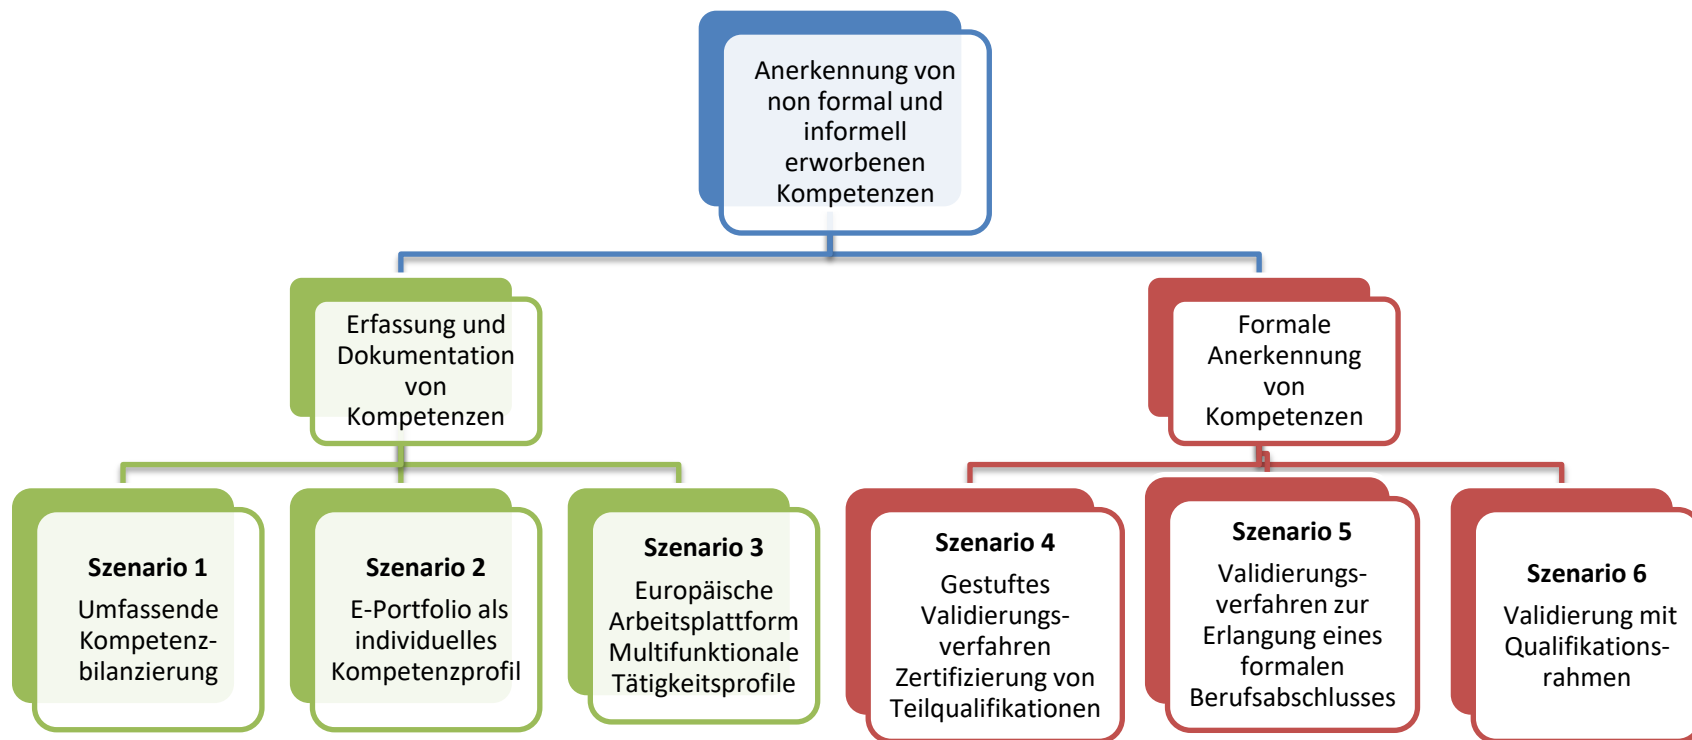 Anerkennung von
non formal und
informell
erworbenen
Kompetenzen
Erfassung und
Dokumentation
von
Kompetenzen
Formale
Anerkennung
von
Kompetenzen
Szenario 1
Umfassende
Kompetenz-
bilanzierung
Szenario 2
E-Portfolio als
individuelles
Kompetenzprofil
Szenario 3
Europäische
Arbeitsplattform
Multifunktionale
Tätigkeitsprofile
Szenario 4
Gestuftes
Validierungs-
verfahren
Zertifizierung von
Teilqualifikationen
Szenario 5
Validierungs-
verfahren zur
Erlangung eines
formalen
Berufsabschlusses
Szenario 6
Validierung mit
Qualifikations-
rahmen